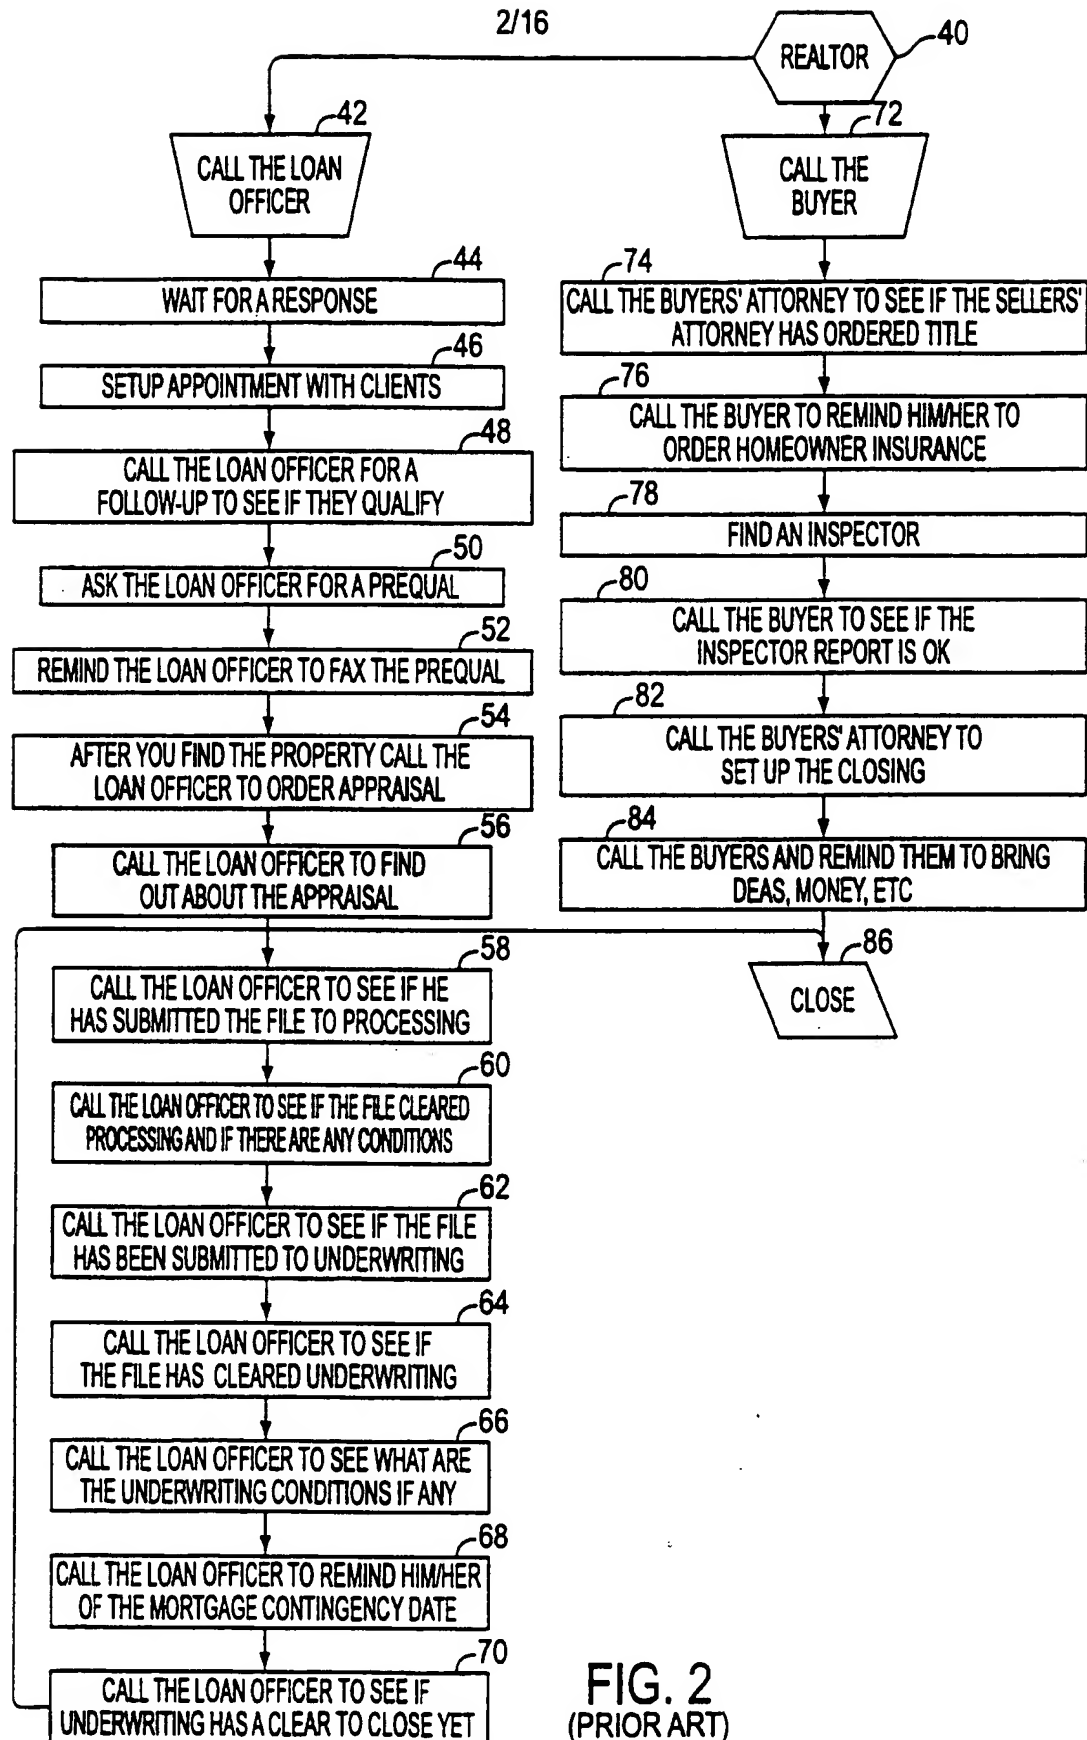 2/16
REALTOR
40
42
CALL THE LOAN
OFFICER
44
WAIT FOR A RESPONSE
46
SETUP APPOINTMENT WITH CLIENTS
48
CALL THE LOAN OFFICER FOR A
FOLLOW-UP TO SEE IF THEY QUALIFY
50
ASK THE LOAN OFFICER FOR A PREQUAL
52
REMIND THE LOAN OFFICER TO FAX THE PREQUAL
54
AFTER YOU FIND THE PROPERTY CALL THE
LOAN OFFICER TO ORDER APPRAISAL
56
CALL THE LOAN OFFICER TO FIND
OUT ABOUT THE APPRAISAL
58
CALL THE LOAN OFFICER TO SEE IF HE
HAS SUBMITTED THE FILE TO PROCESSING
60
CALL THE LOAN OFFICER TO SEE IF THE FILE CLEARED
PROCESSING AND IF THERE ARE ANY CONDITIONS
62
CALL THE LOAN OFFICER TO SEE IF THE FILE
HAS BEEN SUBMITTED TO UNDERWRITING
64
CALL THE LOAN OFFICER TO SEE IF
THE FILE HAS CLEARED UNDERWRITING
66
CALL THE LOAN OFFICER TO SEE WHAT ARE
THE UNDERWRITING CONDITIONS IF ANY
68
CALL THE LOAN OFFICER TO REMIND HIM/HER
OF THE MORTGAGE CONTINGENCY DATE
70
CALL THE LOAN OFFICER TO SEE IF
UNDERWRITING HAS A CLEAR TO CLOSE YET
72
CALL THE
BUYER
74
CALL THE BUYERS' ATTORNEY TO SEE IF THE SELLERS'
ATTORNEY HAS ORDERED TITLE
76
CALL THE BUYER TO REMIND HIM/HER TO
ORDER HOMEOWNER INSURANCE
78
FIND AN INSPECTOR
80
CALL THE BUYER TO SEE IF THE
INSPECTOR REPORT IS OK
82
CALL THE BUYERS' ATTORNEY TO
SET UP THE CLOSING
84
CALL THE BUYERS AND REMIND THEM TO BRING
DEAS, MONEY, ETC
86
CLOSE
FIG. 2
(PRIOR ART)